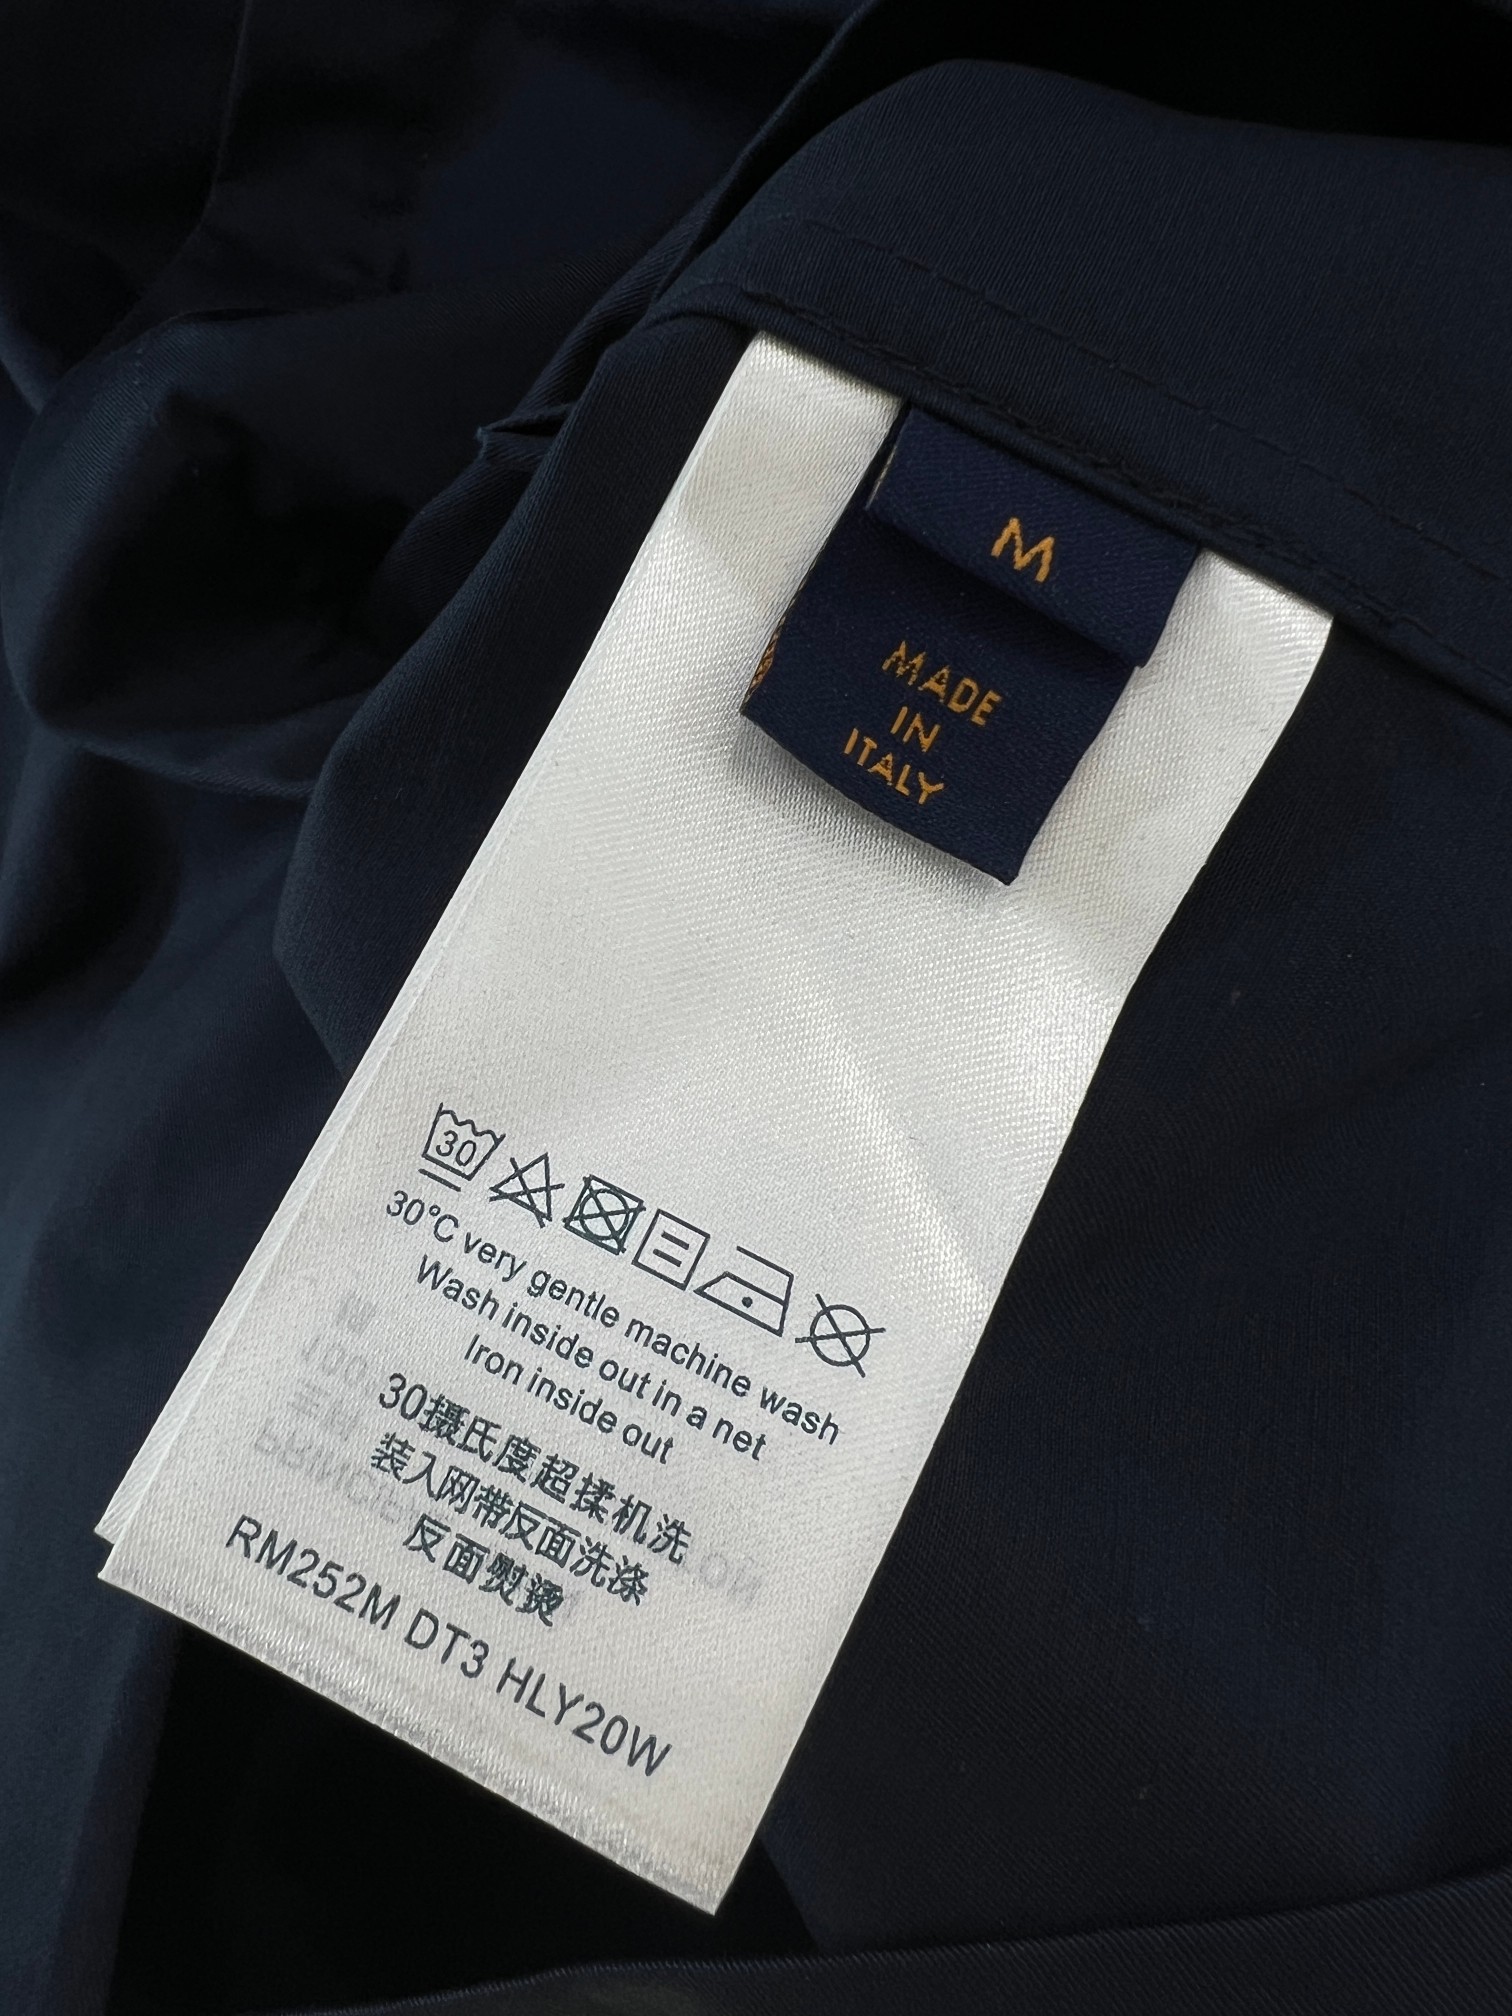 M
MADE
IN
ITALY
30
30°C very gentle machine wash
Wash inside out in a net
Iron inside out
30摄氏度超揉机洗
装入网带反面洗涤
反面熨烫
RM252M DT3 HLY20W